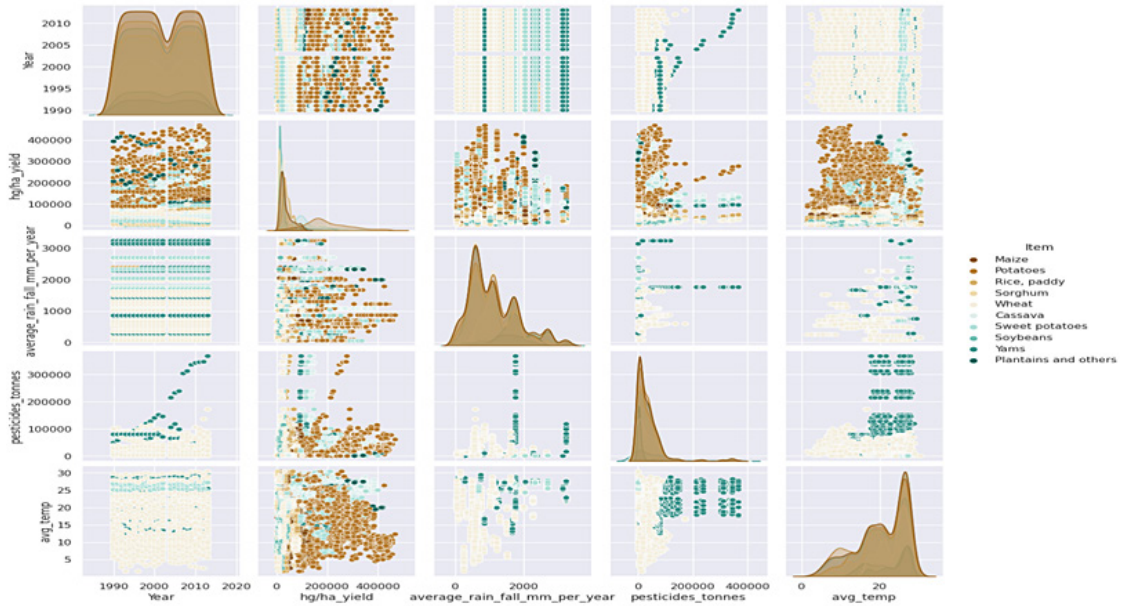 2010
2005
2000
1995
1990
Year
400000
300000
200000
100000
0
hg/ha_yield
3000
2000
1000
0
average_rain_fall_mm_per_year
300000
200000
100000
0
pesticides_tonnes
30
25
20
15
10
5
avg_temp
1990 2000 2010 2020
Year
0 200000 400000
hg/ha_yield
0 2000
average_rain_fall_mm_per_year
0 200000 400000
pesticides_tonnes
0 20
avg_temp
Item
Maize
Potatoes
Rice, paddy
Sorghum
Wheat
Cassava
Sweet potatoes
Soybeans
Yams
Plantains and others